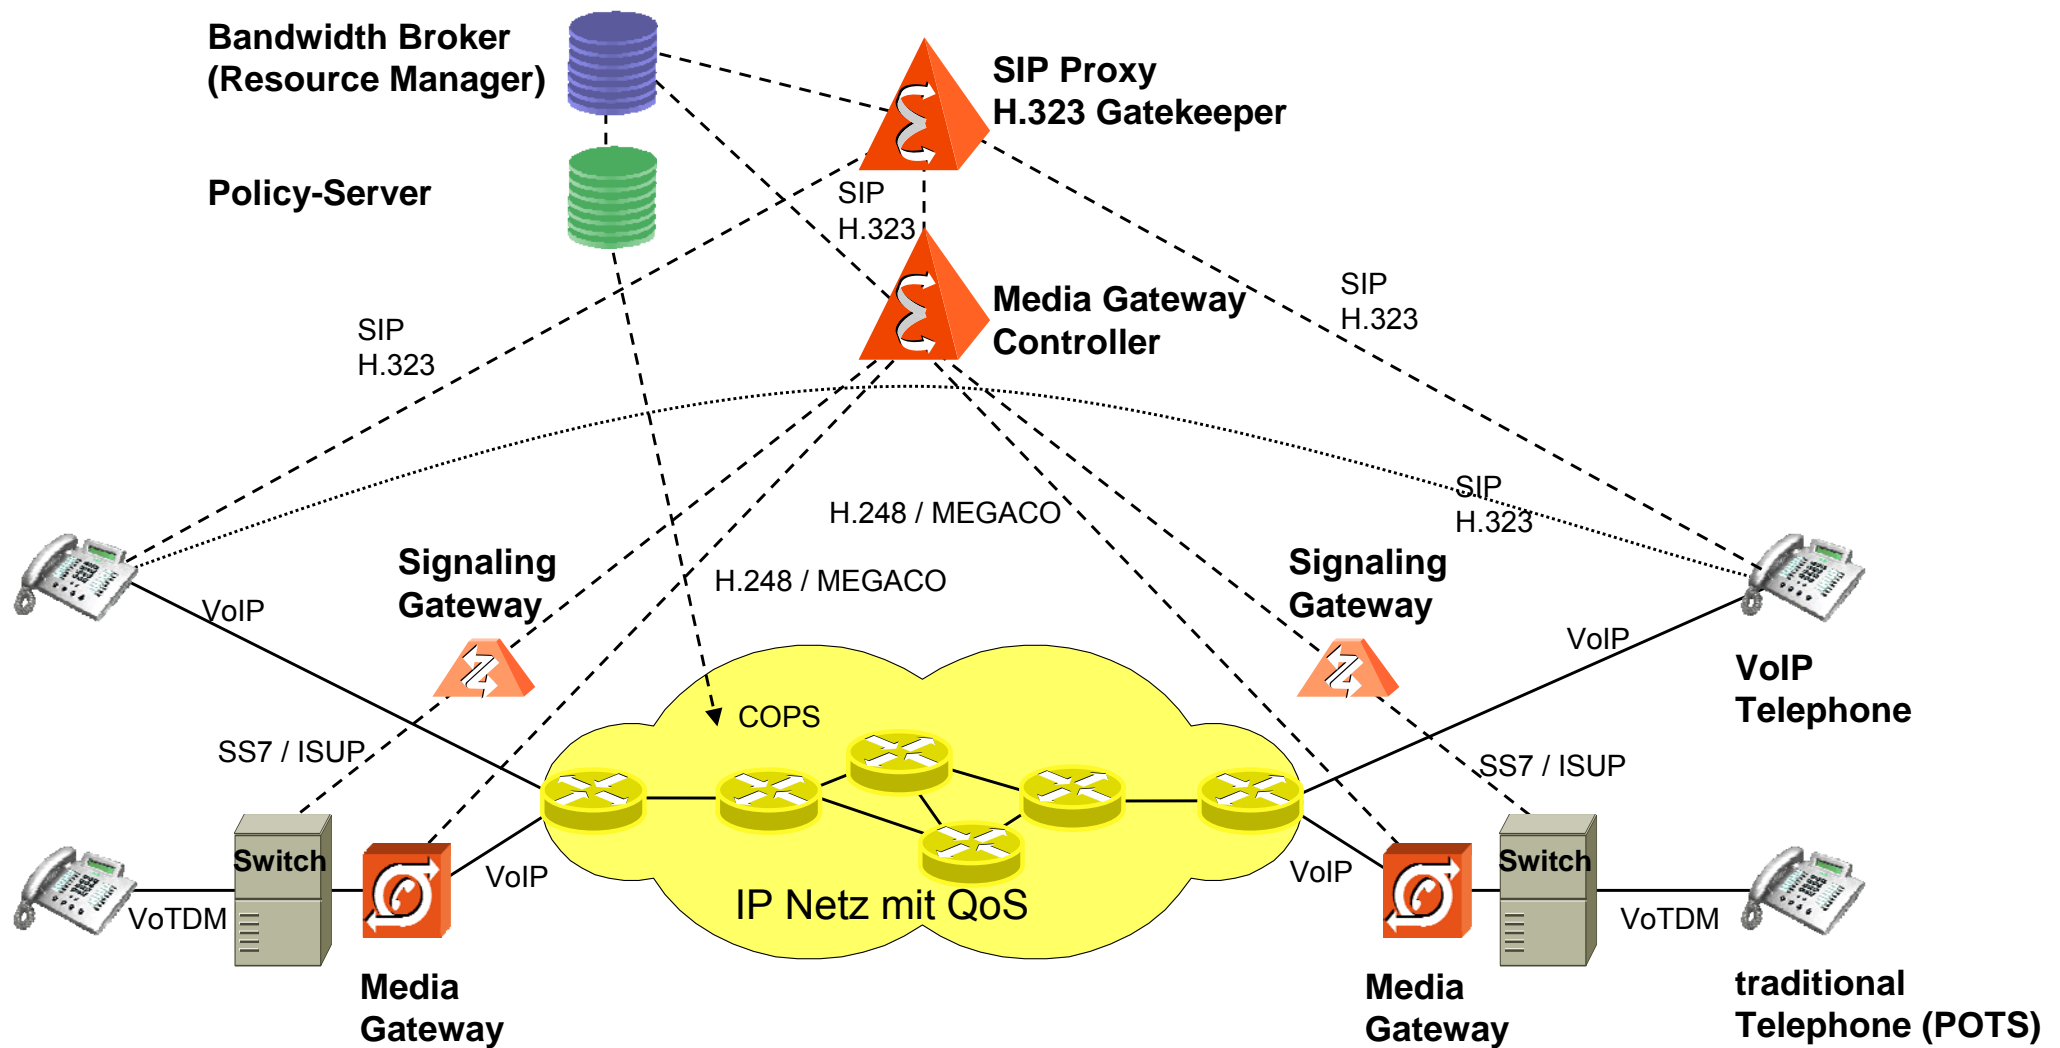 Bandwidth Broker
(Resource Manager)
SIP Proxy
H.323 Gatekeeper
Policy-Server
SIP
H.323
SIP
H.323
Media Gateway
Controller
SIP
H.323
SIP
H.323
H.248 / MEGACO
Signaling
Gateway
Signaling
Gateway
H.248 / MEGACO
VoIP
VoIP
VoIP
Telephone
COPS
SS7 / ISUP
SS7 / ISUP
Switch
VoIP
VoIP
Switch
VoTDM
IP Netz mit QoS
VoTDM
Media
Gateway
Media
Gateway
traditional
Telephone (POTS)